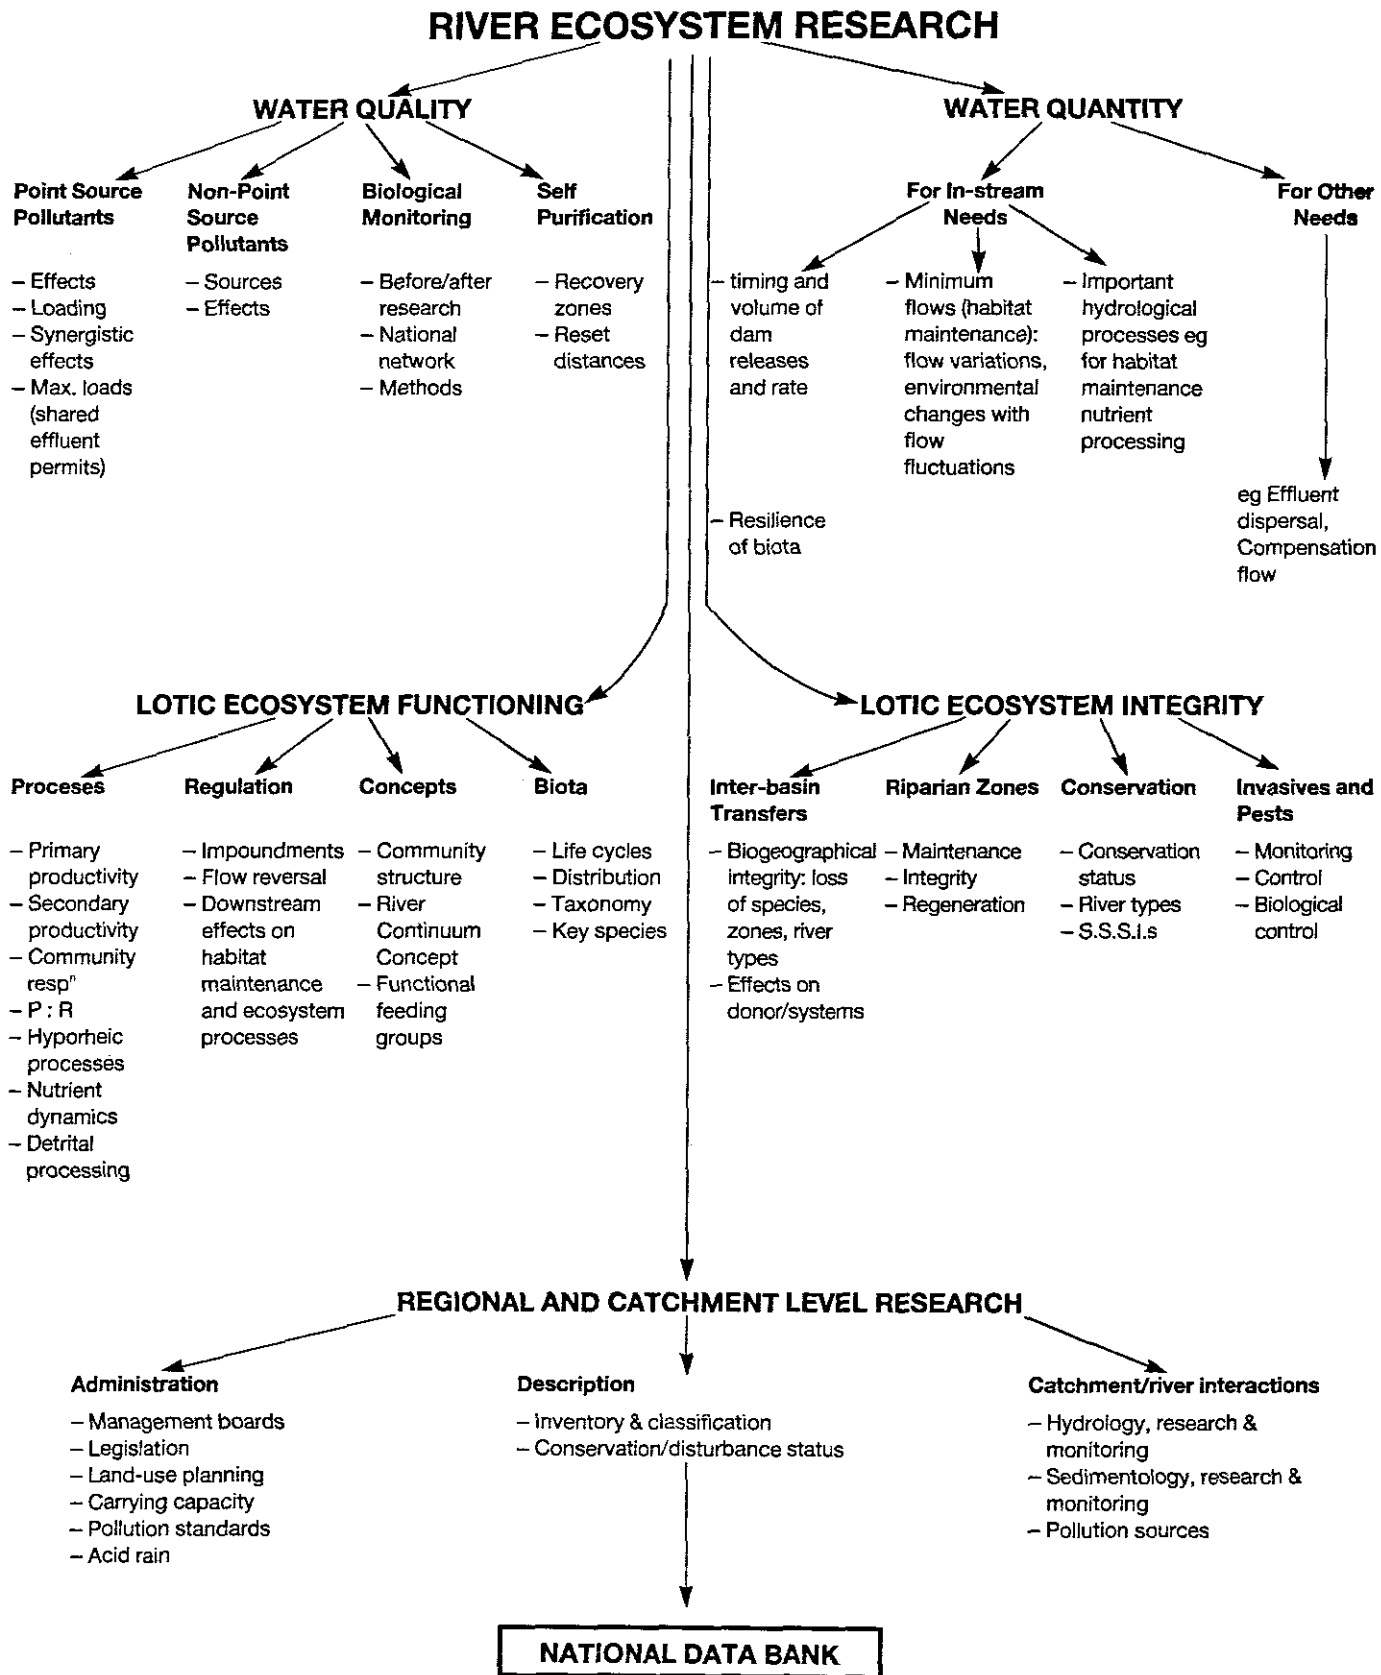 RIVER ECOSYSTEM RESEARCH
WATER QUALITY
Point Source
Pollutants
– Effects
– Loading
– Synergistic
effects
– Max. loads
(shared
effluent
permits)
Non-Point
Source
Pollutants
– Sources
– Effects
Biological
Monitoring
– Before/after
research
– National
network
– Methods
Self
Purification
– Recovery
zones
– Reset
distances
WATER QUANTITY
For In-stream
Needs
– timing and
volume of
dam
releases
and rate
– Resilience
of biota
– Minimum
flows (habitat
maintenance):
flow variations,
environmental
changes with
flow
fluctuations
– Important
hydrological
processes eg
for habitat
maintenance
nutrient
processing
For Other
Needs
eg Effluent
dispersal,
Compensation
flow
LOTIC ECOSYSTEM FUNCTIONING
Proceses
– Primary
productivity
– Secondary
productivity
– Community
respⁿ
– P : R
– Hyporheic
processes
– Nutrient
dynamics
– Detrital
processing
Regulation
– Impoundments
– Flow reversal
– Downstream
effects on
habitat
maintenance
and ecosystem
processes
Concepts
– Community
structure
– River
Continuum
Concept
– Functional
feeding
groups
Biota
– Life cycles
– Distribution
– Taxonomy
– Key species
LOTIC ECOSYSTEM INTEGRITY
Inter-basin
Transfers
– Biogeographical
integrity: loss
of species,
zones, river
types
– Effects on
donor/systems
Riparian Zones
– Maintenance
– Integrity
– Regeneration
Conservation
– Conservation
status
– River types
– S.S.S.I.s
Invasives and
Pests
– Monitoring
– Control
– Biological
control
REGIONAL AND CATCHMENT LEVEL RESEARCH
Administration
– Management boards
– Legislation
– Land-use planning
– Carrying capacity
– Pollution standards
– Acid rain
Description
– Inventory & classification
– Conservation/disturbance status
Catchment/river interactions
– Hydrology, research &
monitoring
– Sedimentology, research &
monitoring
– Pollution sources
NATIONAL DATA BANK